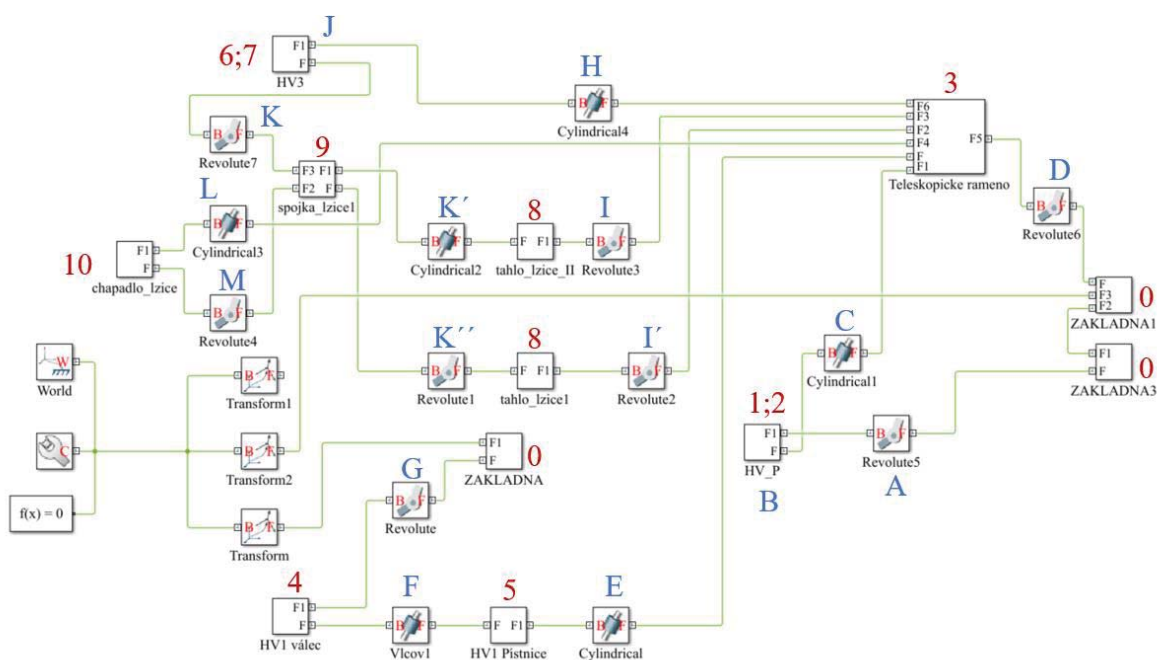 J
6;7
F1
F
HV3
H
B F
Cylindrical4
3
F6
F3
F2
F4
F
F1
F5
Teleskopicke rameno
K
B F
Revolute7
9
F3 F1
F2 F
spojka_lzice1
D
B F
Revolute6
L
B F
Cylindrical3
K´
B F
Cylindrical2
8
F F1
tahlo_lzice_II
I
B F
Revolute3
10
F1
F
chapadlo_lzice
M
B F
Revolute4
F
F3
F2
0
ZAKLADNA1
C
B F
Cylindrical1
F1
F
0
ZAKLADNA3
W
World
K´´
B F
Revolute1
8
F F1
tahlo_lzice1
I´
B F
Revolute2
B F
Transform1
1;2
F1
F
HV_P
B
B F
Revolute5
A
C
B F
Transform2
F1
F
0
ZAKLADNA
G
B F
Revolute
f(x) = 0
B F
Transform
4
F1
F
HV1 válec
F
B F
Vlcov1
5
F F1
HV1 Pistnice
E
B F
Cylindrical